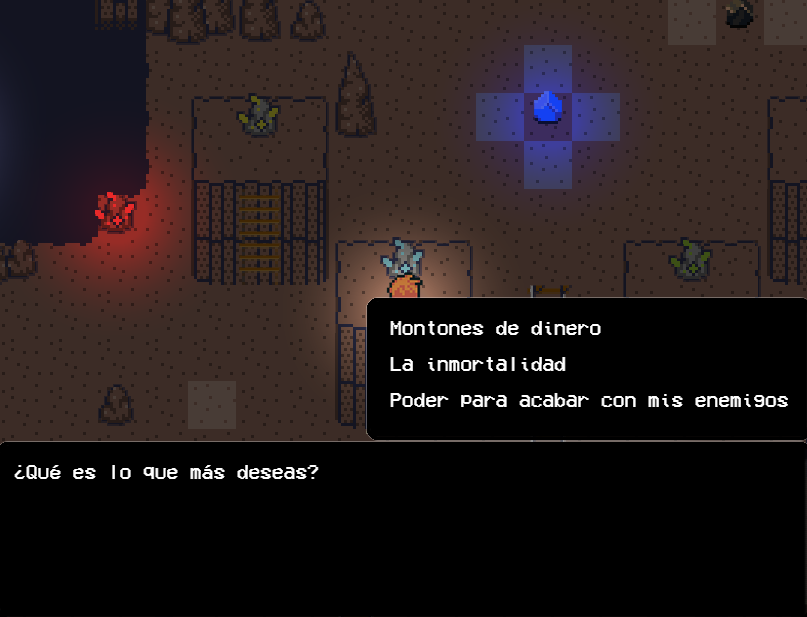 Montones de dinero
La inmortalidad
Poder para acabar con mis enemigos
¿Qué es lo que más deseas?